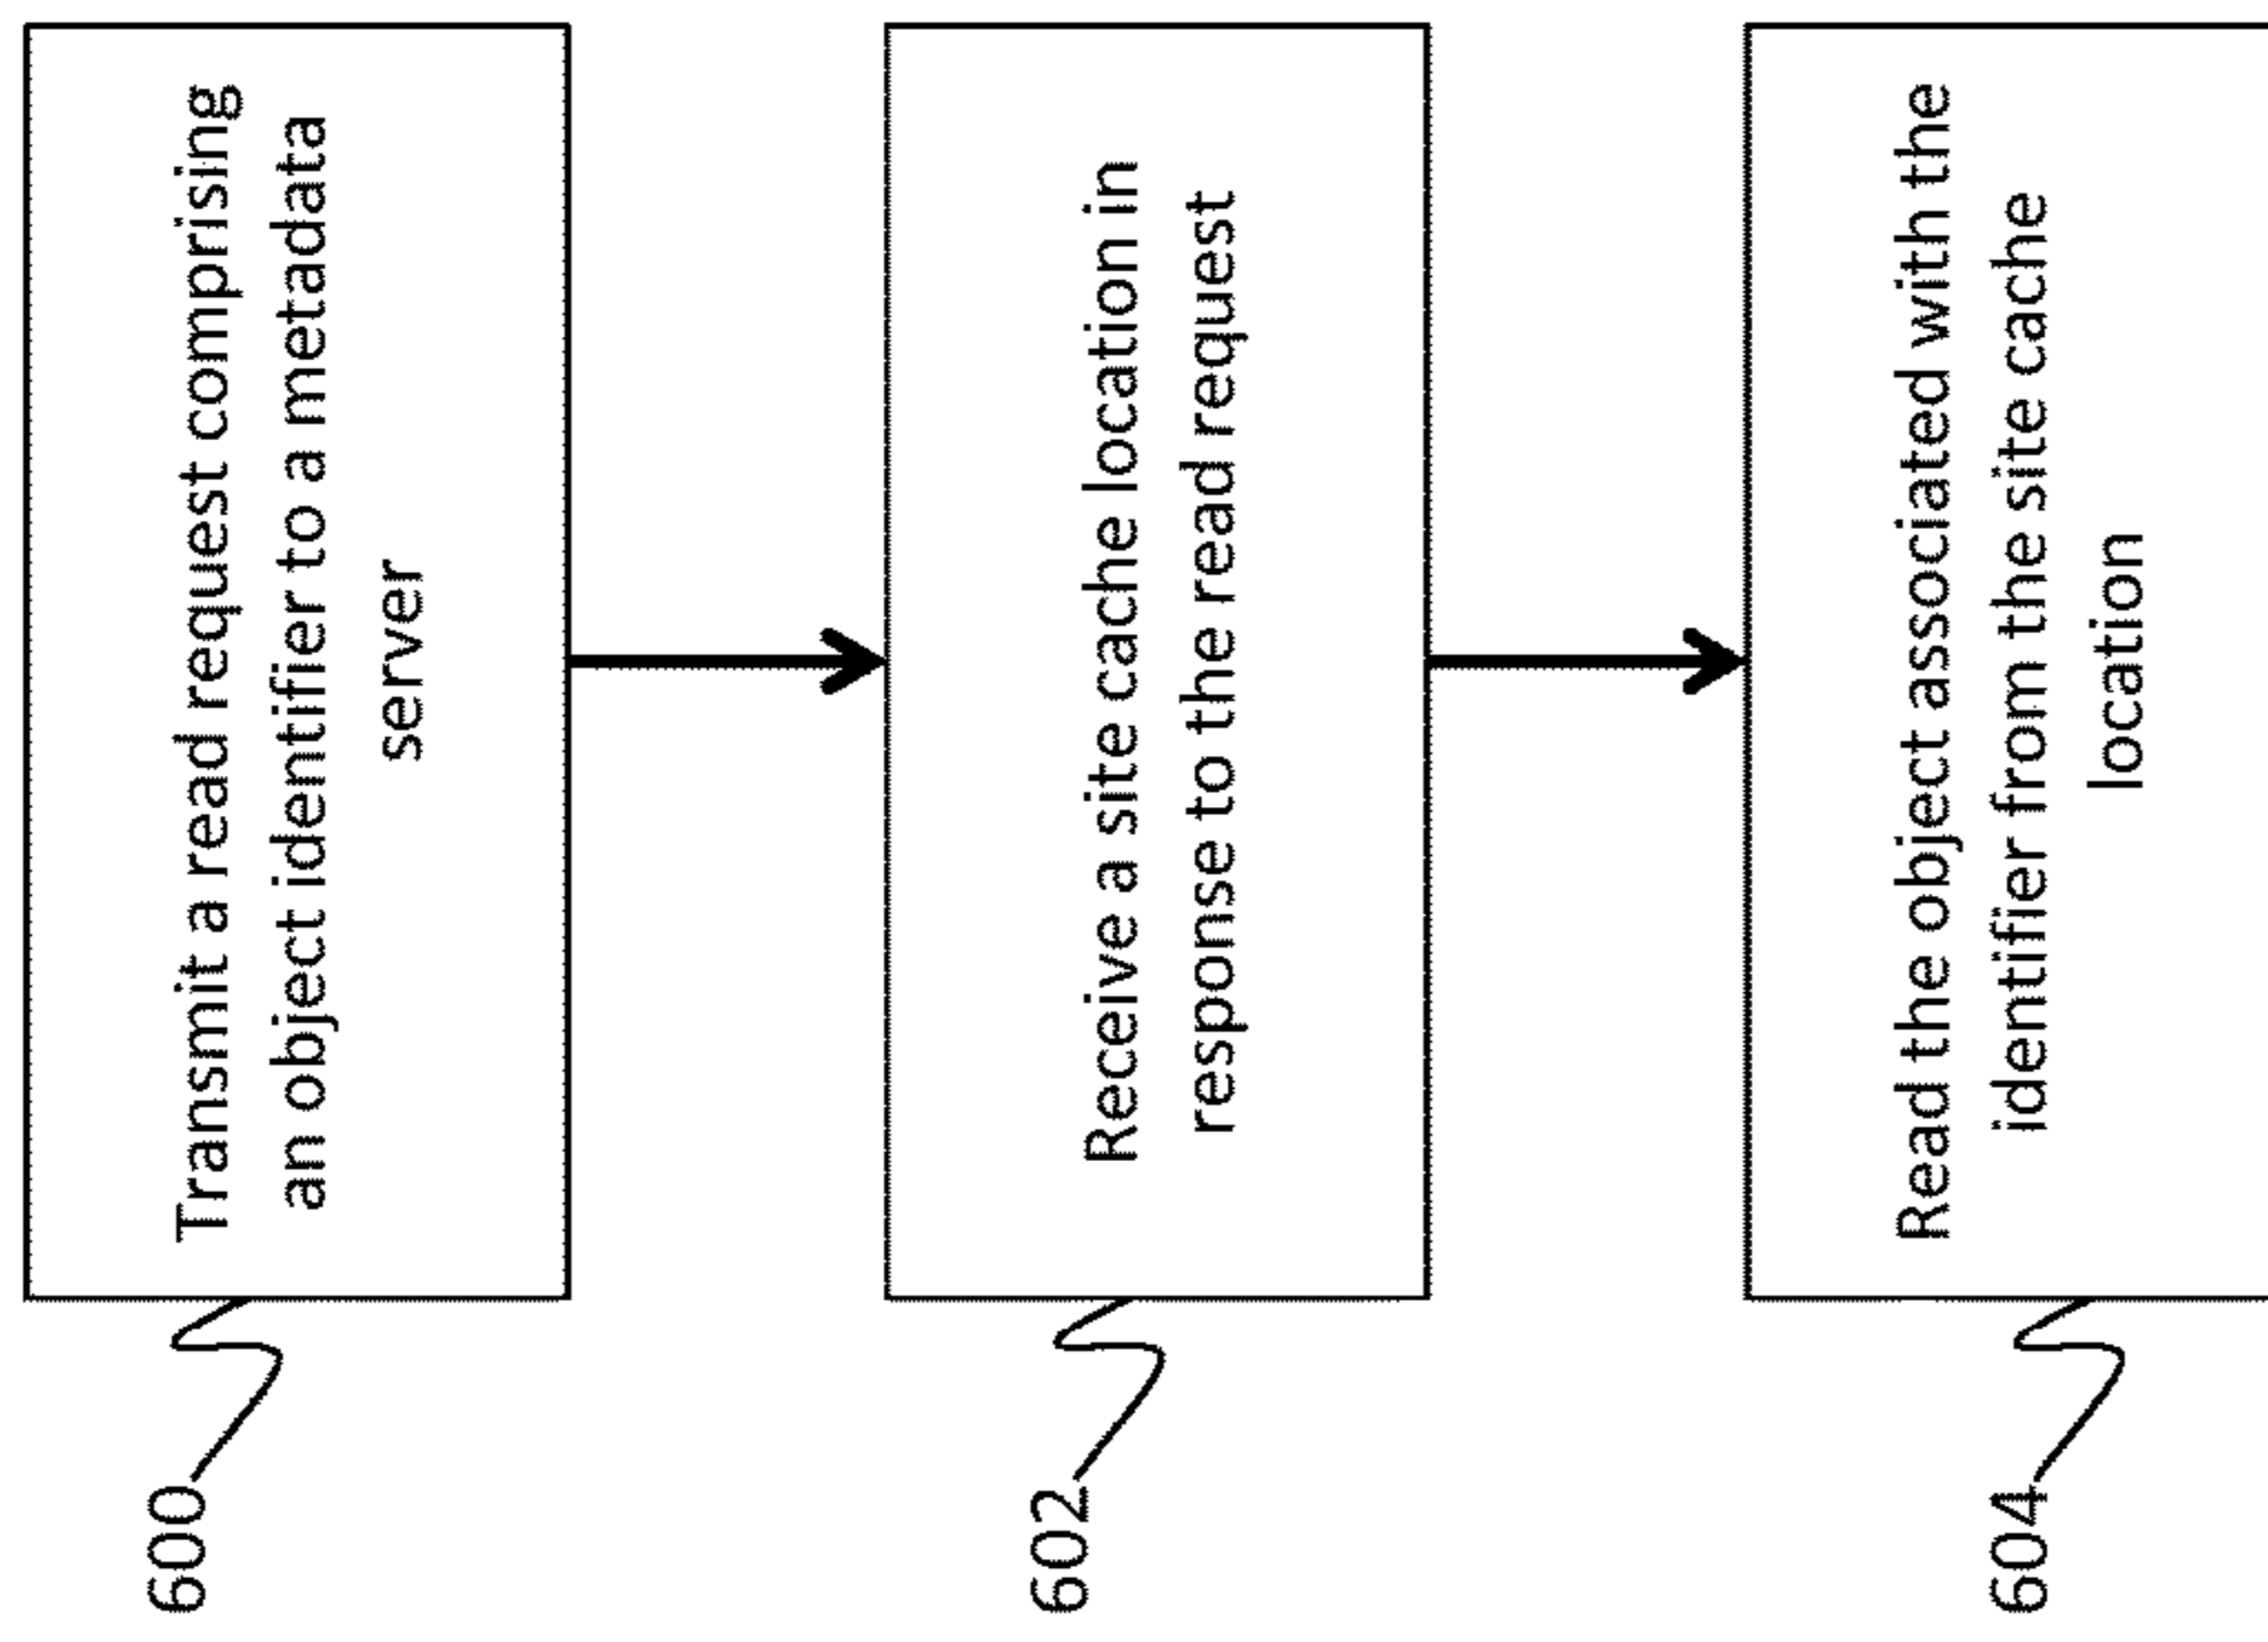 600
Transmit a read request comprising
an object identifier to a metadata
server
602
Receive a site cache location in
response to the read request
604
Read the object associated with the
identifier from the site cache
location